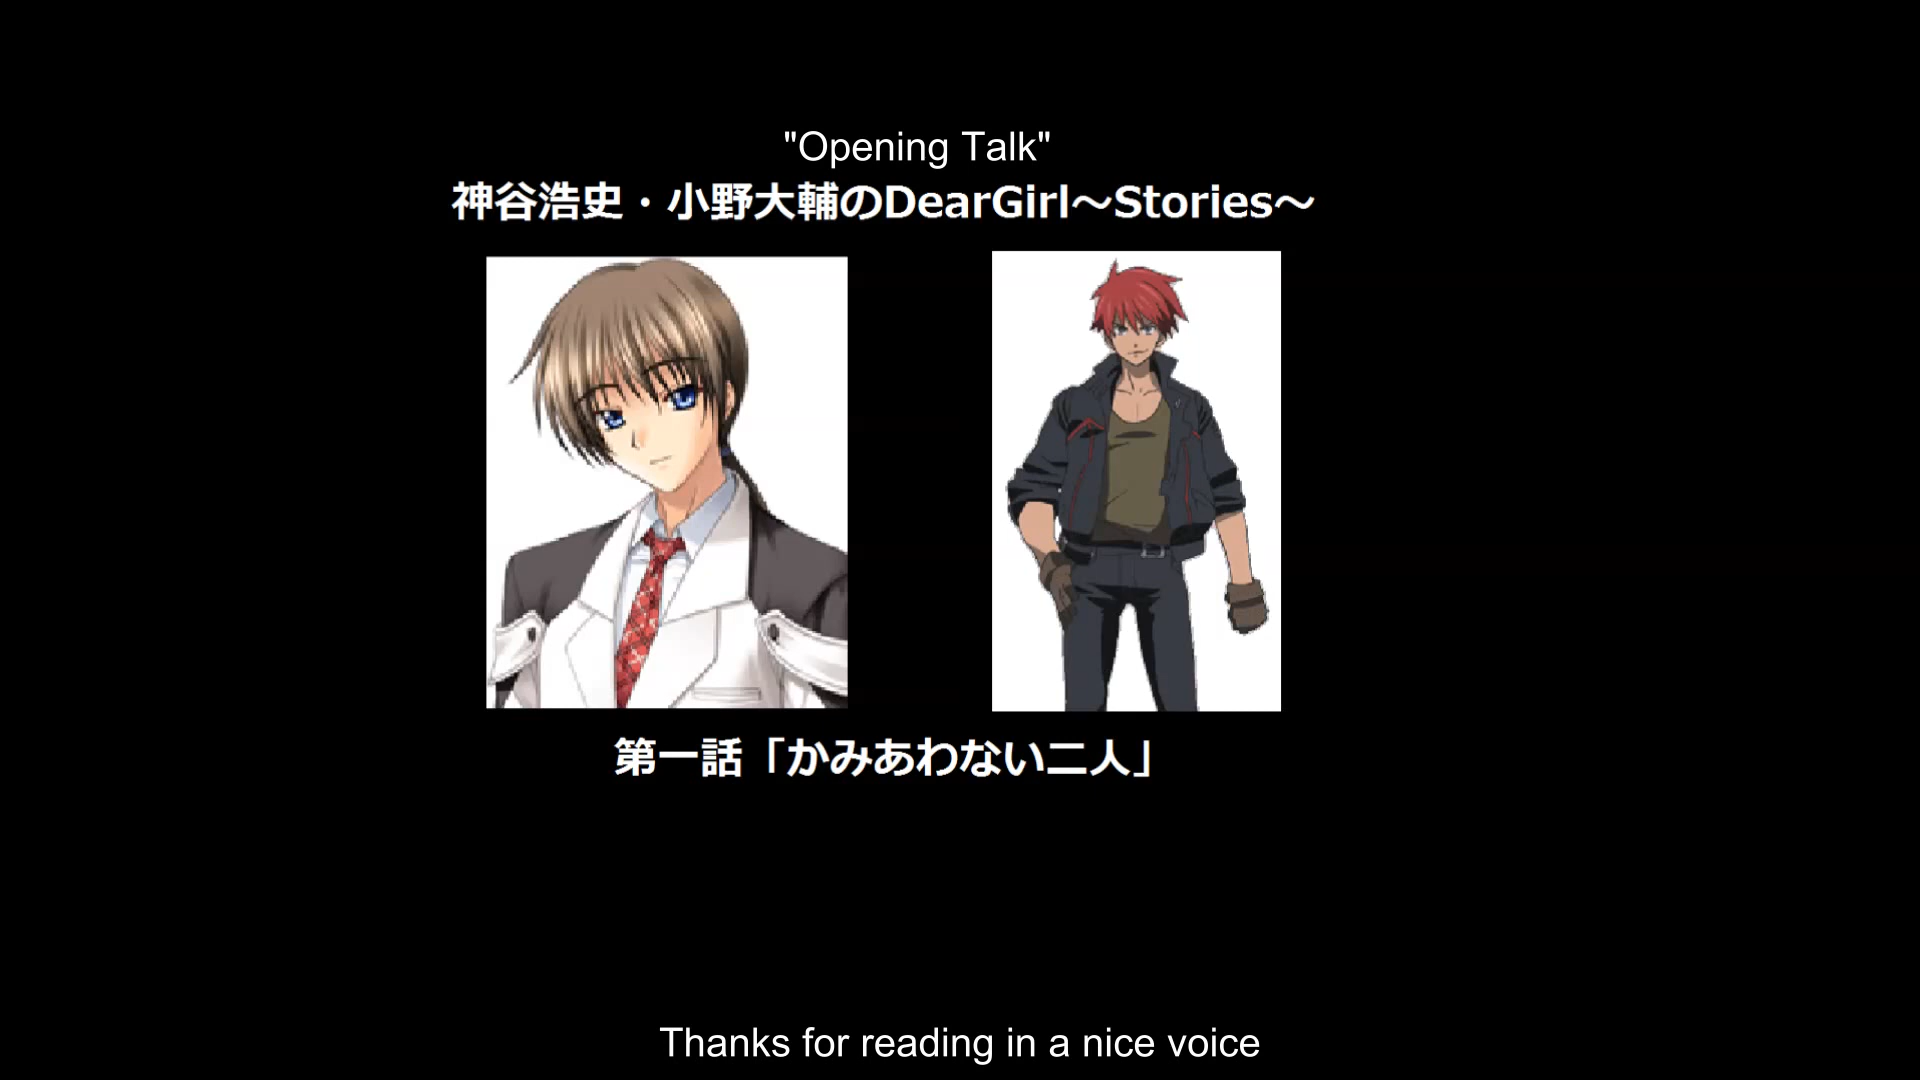 "Opening Talk"
神谷浩史・小野大輔のDearGirl～Stories～
第一話「かみあわない二人」
Thanks for reading in a nice voice